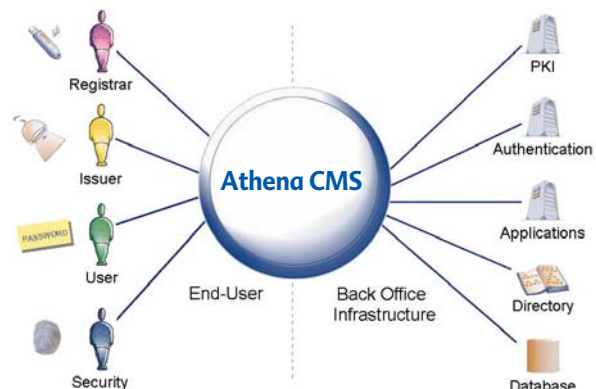 Registrar
Issuer
PASSWORD
User
Security
Athena CMS
End-User
Back Office
Infrastructure
PKI
Authentication
Applications
Directory
Database